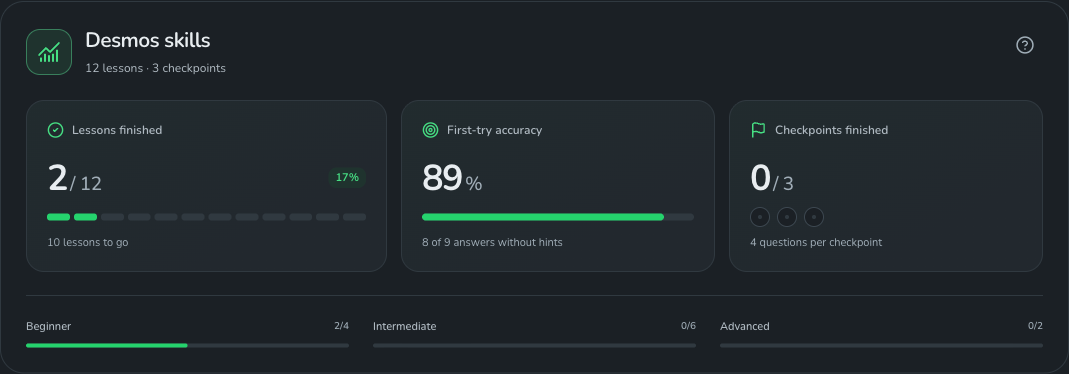 Desmos skills
12 lessons · 3 checkpoints
Lessons finished
2 / 12
17%
10 lessons to go
First-try accuracy
89 %
8 of 9 answers without hints
Checkpoints finished
0 / 3
4 questions per checkpoint
Beginner 2/4
Intermediate 0/6
Advanced 0/2